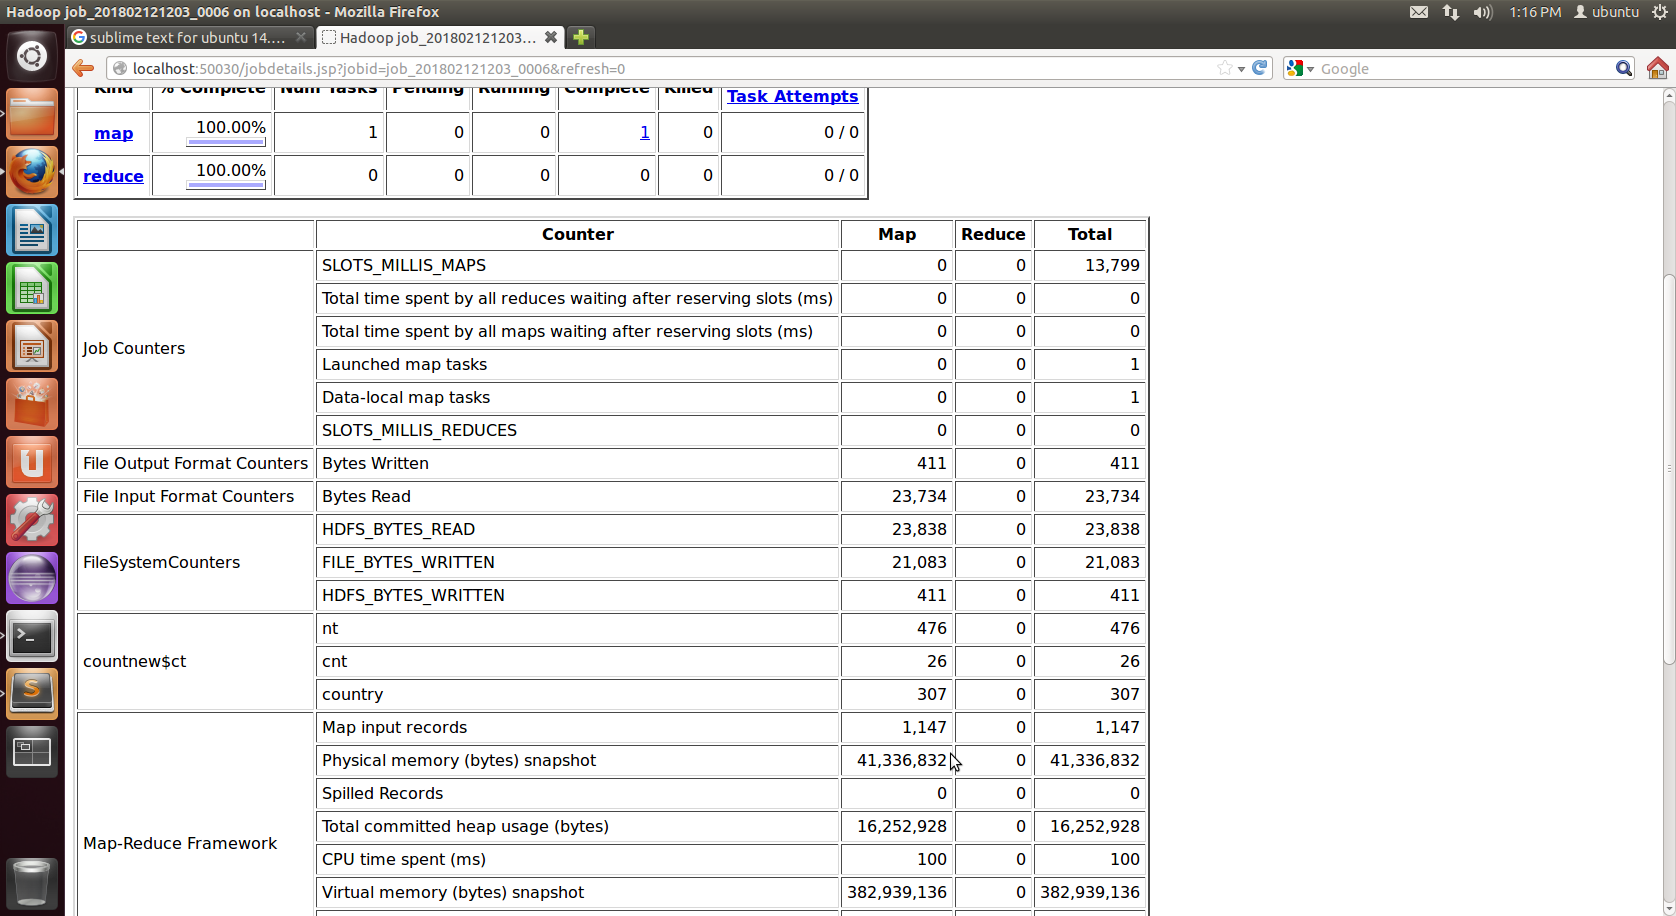 Hadoop job_201802121203_0006 on localhost - Mozilla Firefox
1:16 PM ubuntu
sublime text for ubuntu 14....
Hadoop job_201802121203...
localhost:50030/jobdetails.jsp?jobid=job_201802121203_0006&refresh=0
Google
Kind % Complete Num Tasks Pending Running Complete Killed Task Attempts
map 100.00% 1 0 0 1 0 0 / 0
reduce 100.00% 0 0 0 0 0 0 / 0
Counter Map Reduce Total
Job Counters
SLOTS_MILLIS_MAPS 0 0 13,799
Total time spent by all reduces waiting after reserving slots (ms) 0 0 0
Total time spent by all maps waiting after reserving slots (ms) 0 0 0
Launched map tasks 0 0 1
Data-local map tasks 0 0 1
SLOTS_MILLIS_REDUCES 0 0 0
File Output Format Counters Bytes Written 411 0 411
File Input Format Counters Bytes Read 23,734 0 23,734
FileSystemCounters
HDFS_BYTES_READ 23,838 0 23,838
FILE_BYTES_WRITTEN 21,083 0 21,083
HDFS_BYTES_WRITTEN 411 0 411
countnew$ct
nt 476 0 476
cnt 26 0 26
country 307 0 307
Map-Reduce Framework
Map input records 1,147 0 1,147
Physical memory (bytes) snapshot 41,336,832 0 41,336,832
Spilled Records 0 0 0
Total committed heap usage (bytes) 16,252,928 0 16,252,928
CPU time spent (ms) 100 0 100
Virtual memory (bytes) snapshot 382,939,136 0 382,939,136